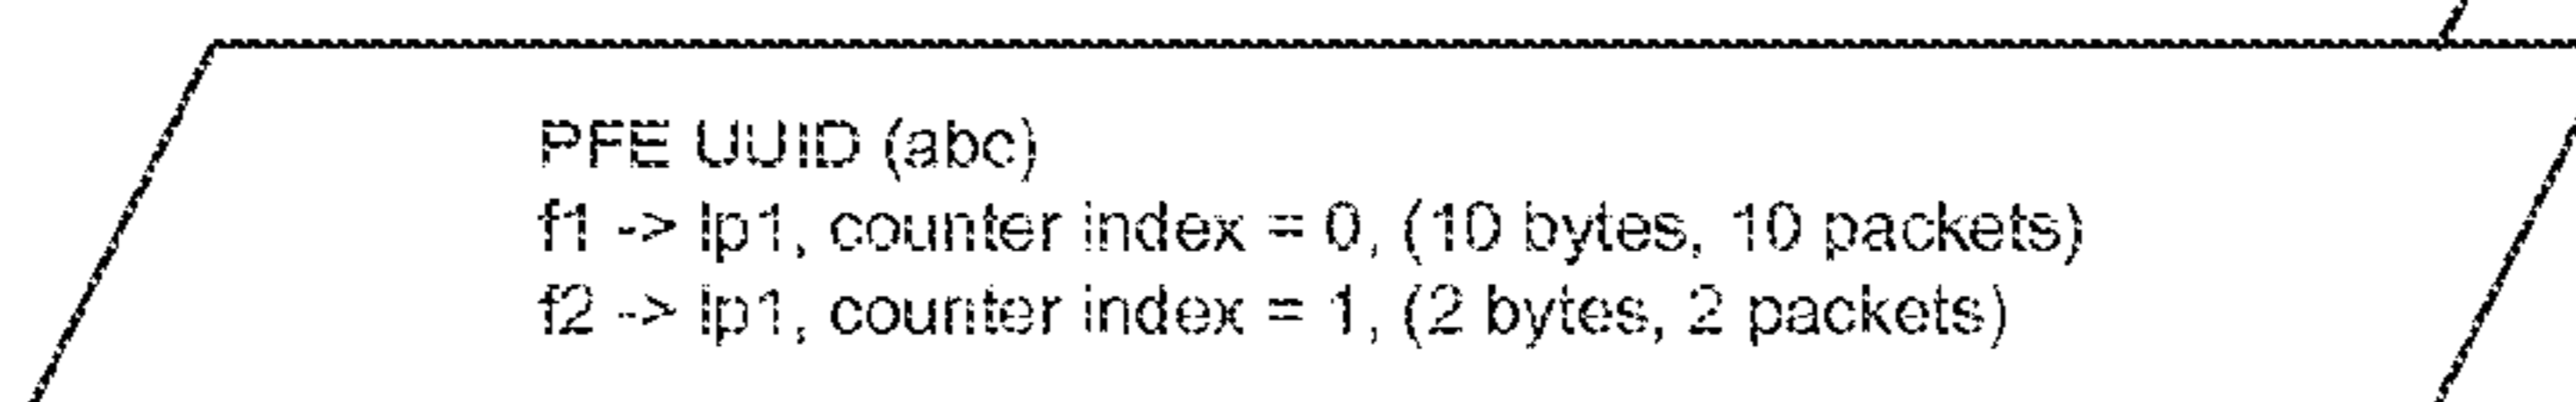 PFE UUID (abc)
f1 -> lp1, counter index = 0, (10 bytes, 10 packets)
f2 -> lp1, counter index = 1, (2 bytes, 2 packets)